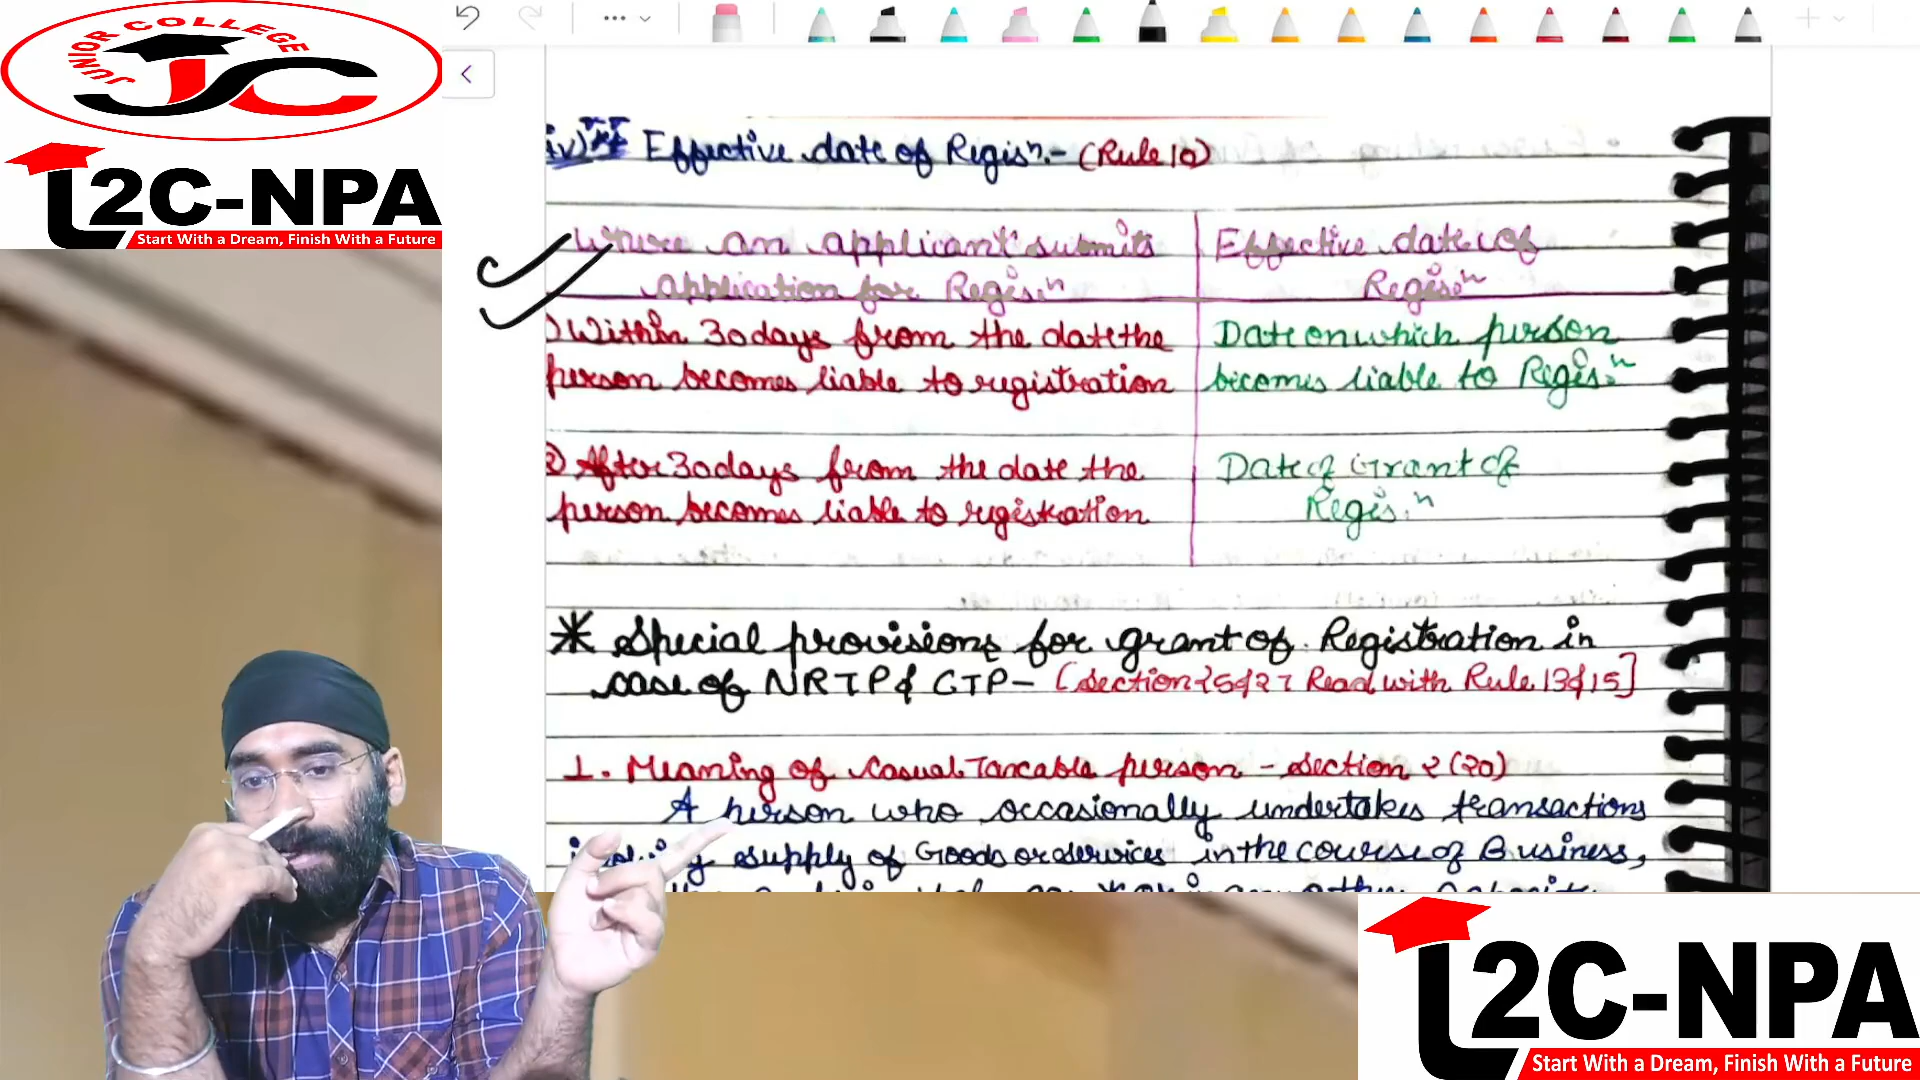 JUNIOR COLLEGE
JC
L2C-NPA
Start With a Dream, Finish With a Future
iv) ** Effective date of Regisⁿ.- (Rule 10)
Where an applicant submits application for Regis.ⁿ
Effective date of Regisⁿ
1) Within 30 days from the date the person becomes liable to registration
Date on which person becomes liable to Regis.ⁿ
2) After 30 days from the date the person becomes liable to registration
Date of Grant of Regis.ⁿ
* Special provisions for grant of Registration in
case of NRTP & CTP - [Section 25 & 27 Read with Rule 13 & 15]
1. Meaning of Casual Taxable person - section 2 (20)
A person who occasionally undertakes transactions
supply of Goods or services in the course of Business,
L2C-NPA
Start With a Dream, Finish With a Future